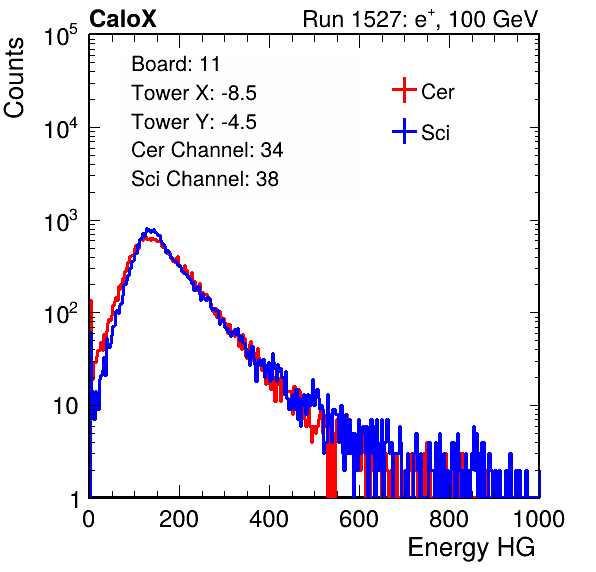 CaloX Run 1527: e⁺, 100 GeV
Counts
Board: 11
Tower X: -8.5
Tower Y: -4.5
Cer Channel: 34
Sci Channel: 38
Cer
Sci
10⁵
10⁴
10³
10²
10
1
0 200 400 600 800 1000
Energy HG